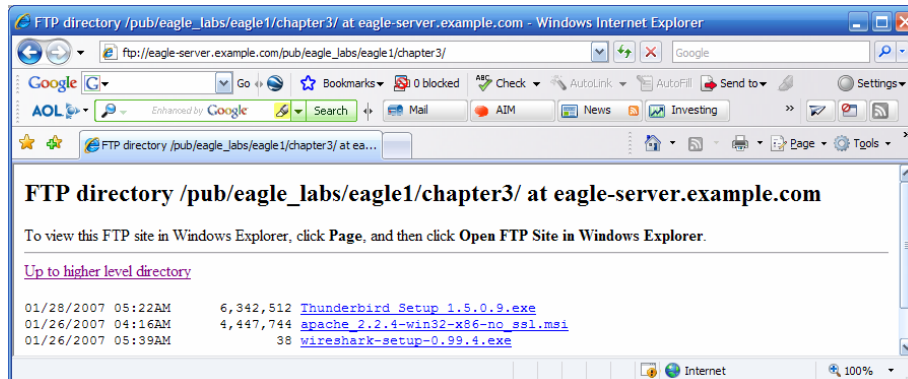 FTP directory /pub/eagle_labs/eagle1/chapter3/ at eagle-server.example.com - Windows Internet Explorer
ftp://eagle-server.example.com/pub/eagle_labs/eagle1/chapter3/
Google
Google G Go Bookmarks 0 blocked ABC Check AutoLink AutoFill Send to Settings
AOL Enhanced by Google Search Mail AIM News Investing »
FTP directory /pub/eagle_labs/eagle1/chapter3/ at ea... Page Tools »
FTP directory /pub/eagle_labs/eagle1/chapter3/ at eagle-server.example.com
To view this FTP site in Windows Explorer, click Page, and then click Open FTP Site in Windows Explorer.
Up to higher level directory
01/28/2007 05:22AM 6,342,512 Thunderbird Setup 1.5.0.9.exe
01/26/2007 04:16AM 4,447,744 apache_2.2.4-win32-x86-no_ssl.msi
01/26/2007 05:39AM 38 wireshark-setup-0.99.4.exe
Internet 100%